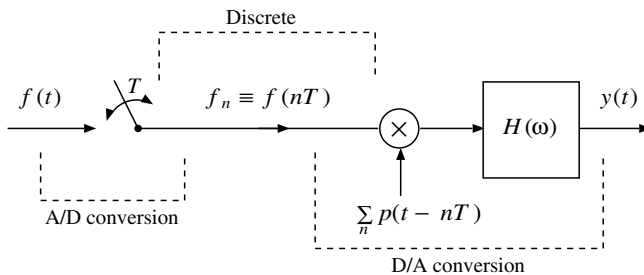 Discrete
f(t)
T
f_n ≡ f(nT)
y(t)
×
H(ω)
A/D conversion
∑_n p(t − nT)
D/A conversion